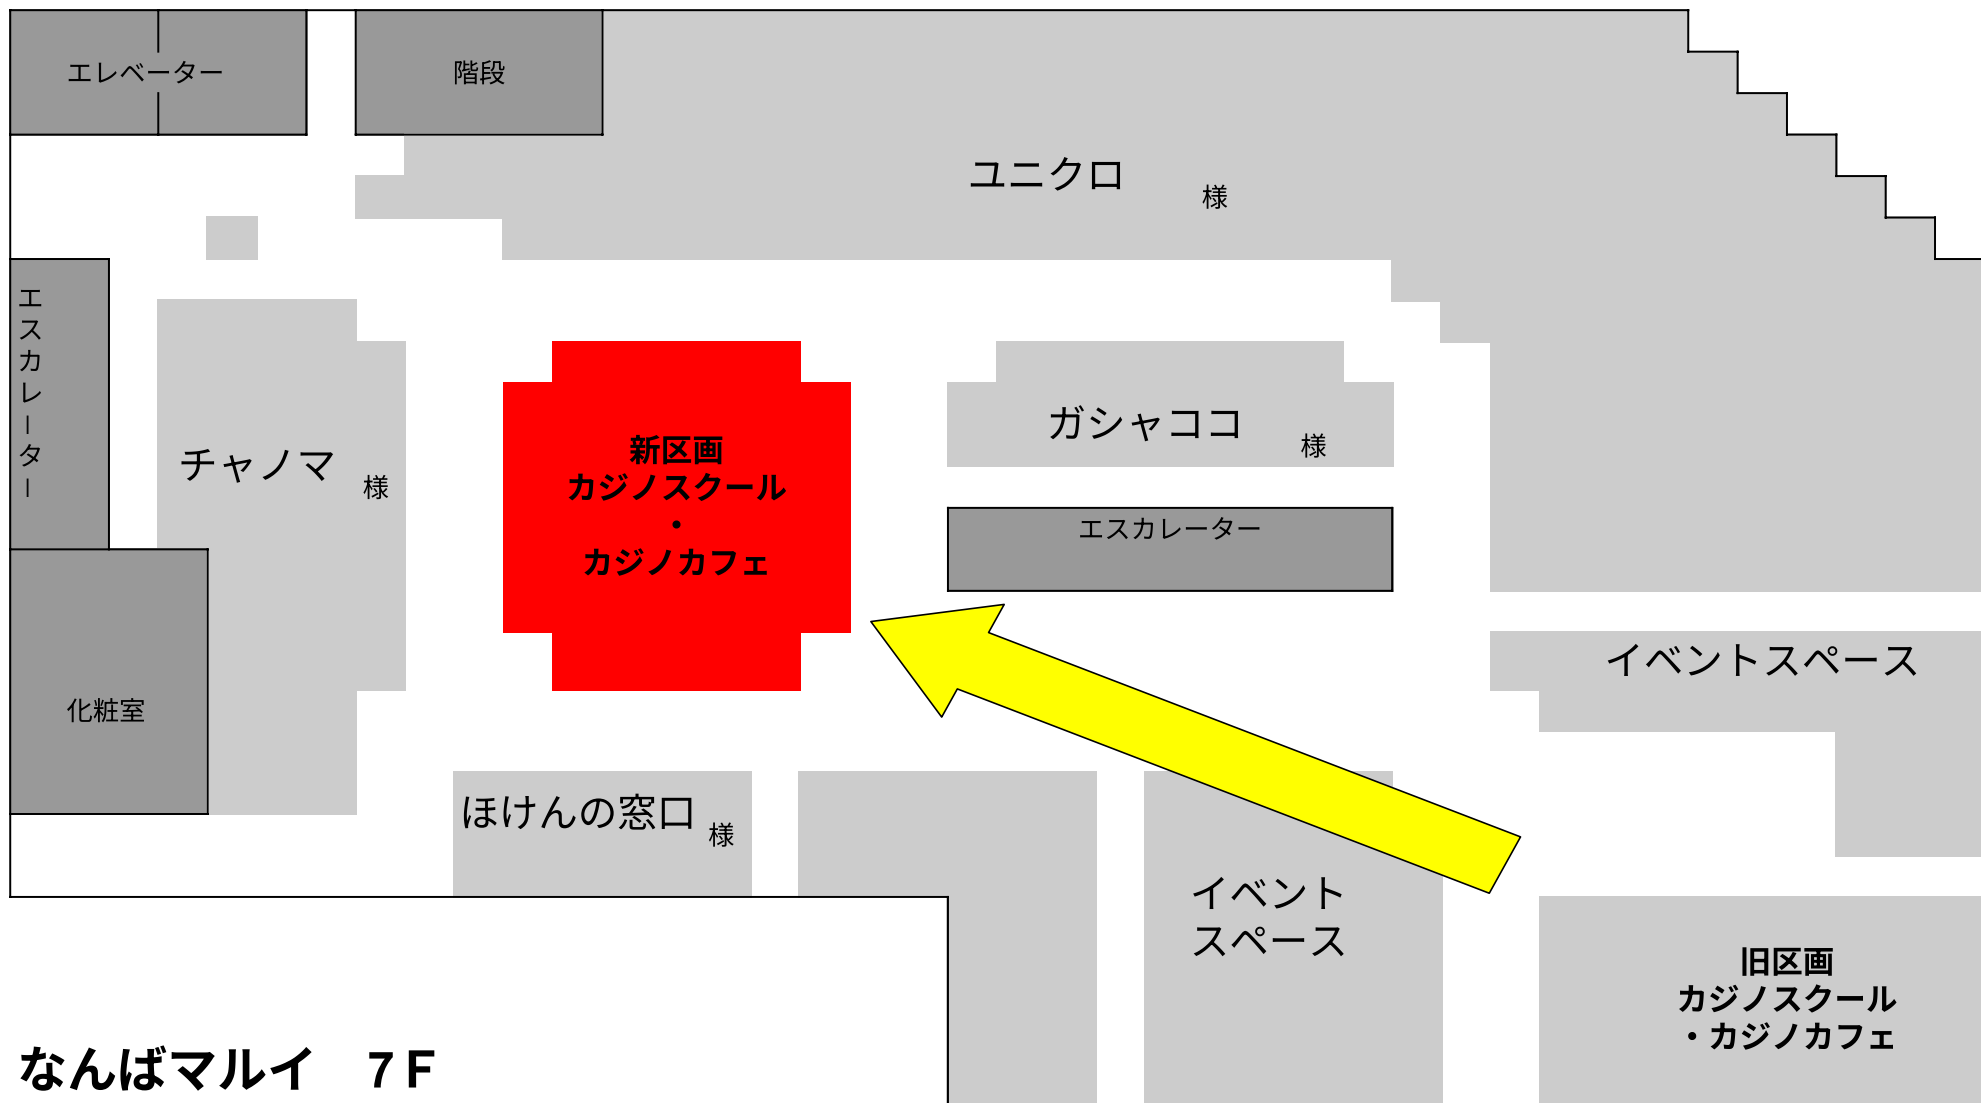 エレベーター
階段
ユニクロ 様
エスカレーター
チャノマ 様
新区画
カジノスクール
・
カジノカフェ
ガシャココ 様
エスカレーター
イベントスペース
化粧室
ほけんの窓口 様
イベント
スペース
旧区画
カジノスクール
・カジノカフェ
なんばマルイ 7F